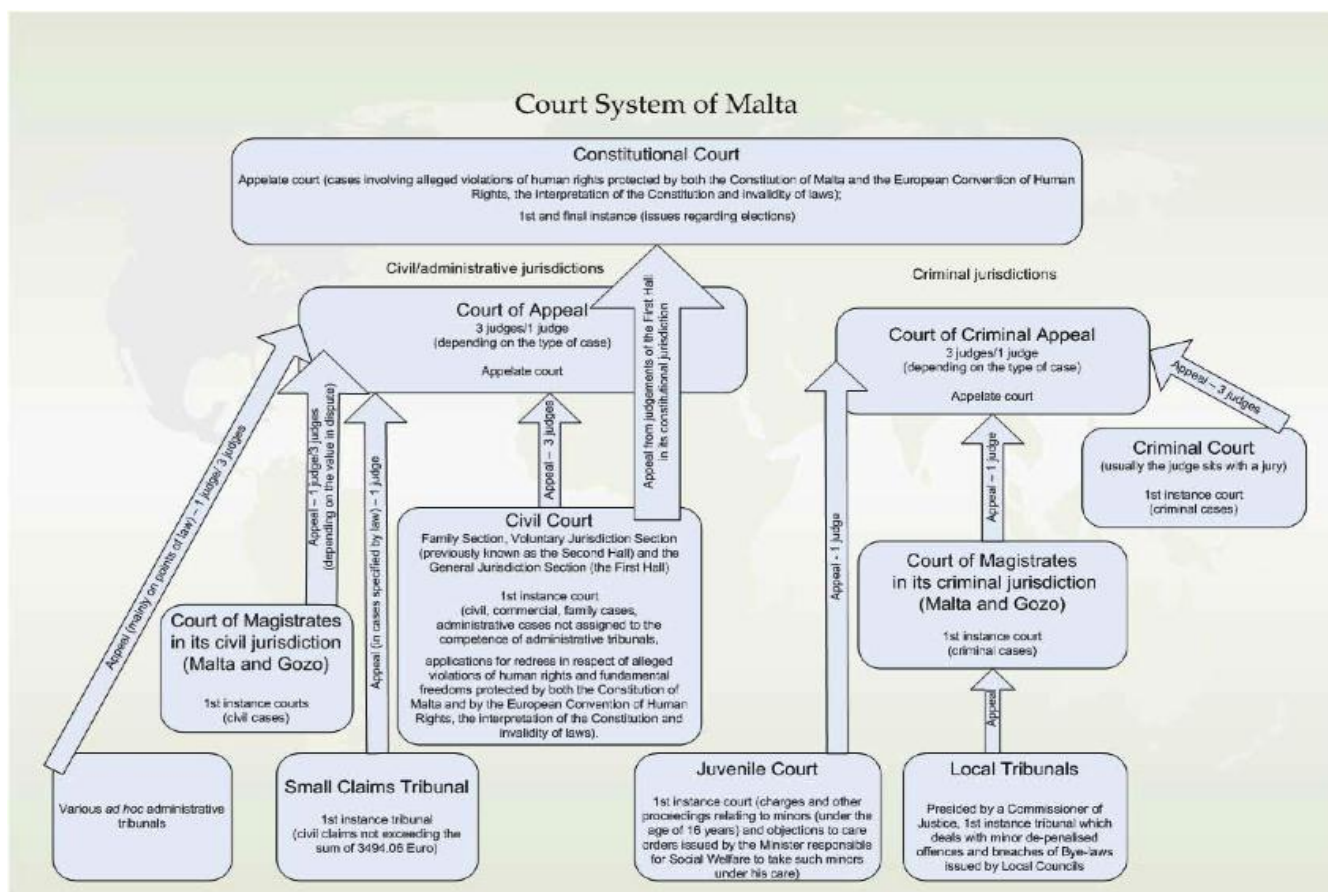 Court System of Malta
Constitutional Court
Appelate court (cases involving alleged violations of human rights protected by both the Constitution of Malta and the European Convention of Human
Rights, the interpretation of the Constitution and invalidity of laws);
1st and final instance (issues regarding elections)
Civil/administrative jurisdictions
Criminal jurisdictions
Court of Appeal
3 judges/1 judge
(depending on the type of case)
Appelate court
Appeal from judgements of the First Hall
in its constitutional jurisdiction
Court of Criminal Appeal
3 judges/1 judge
(depending on the type of case)
Appelate court
Appeal (mainly on points of law) – 1 judge/ 3 judges
Appeal – 1 judge/3 judges
(depending on the value in dispute)
Appeal (in cases specified by law) – 1 judge
Appeal – 3 judges
Appeal - 1 judge
Appeal – 1 judge
Appeal – 3 judges
Criminal Court
(usually the judge sits with a jury)
1st instance court
(criminal cases)
Civil Court
Family Section, Voluntary Jurisdiction Section
(previously known as the Second Hall) and the
General Jurisdiction Section (the First Hall)
1st instance court
(civil, commercial, family cases,
administrative cases not assigned to the
competence of administrative tribunals,
applications for redress in respect of alleged
violations of human rights and fundamental
freedoms protected by both the Constitution of
Malta and by the European Convention of Human
Rights, the interpretation of the Constitution and
invalidity of laws).
Court of Magistrates
in its criminal jurisdiction
(Malta and Gozo)
1st instance court
(criminal cases)
Court of Magistrates
in its civil jurisdiction
(Malta and Gozo)
1st instance courts
(civil cases)
Appeal
Various ad hoc administrative
tribunals
Small Claims Tribunal
1st instance tribunal
(civil claims not exceeding the
sum of 3494.06 Euro)
Juvenile Court
1st instance court (charges and other
proceedings relating to minors (under the
age of 16 years) and objections to care
orders issued by the Minister responsible
for Social Welfare to take such minors
under his care)
Local Tribunals
Presided by a Commissioner of
Justice, 1st instance tribunal which
deals with minor de-penalised
offences and breaches of Bye-laws
issued by Local Councils